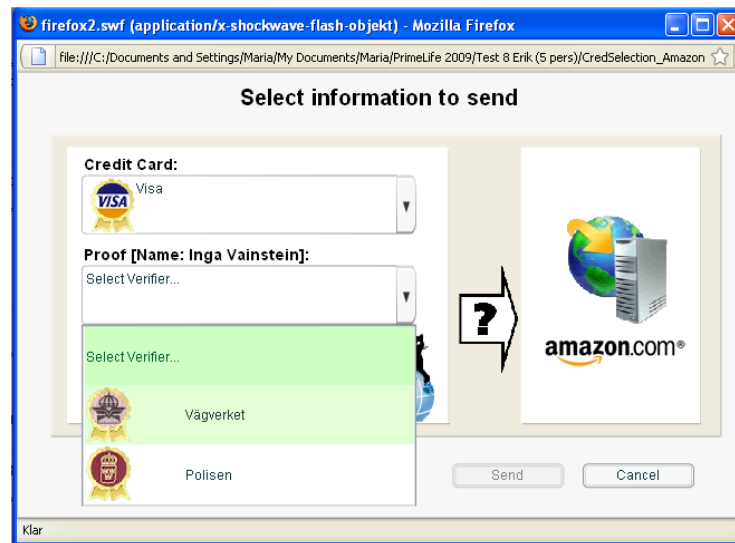 firefox2.swf (application/x-shockwave-flash-objekt) - Mozilla Firefox
file:///C:/Documents and Settings/Maria/My Documents/Maria/PrimeLife 2009/Test 8 Erik (5 pers)/CredSelection_Amazon
Select information to send
Credit Card:
VISA Visa
Proof [Name: Inga Vainstein]:
Select Verifier...
?
amazon.com®
Select Verifier...
Vägverket
Polisen
Send Cancel
Klar